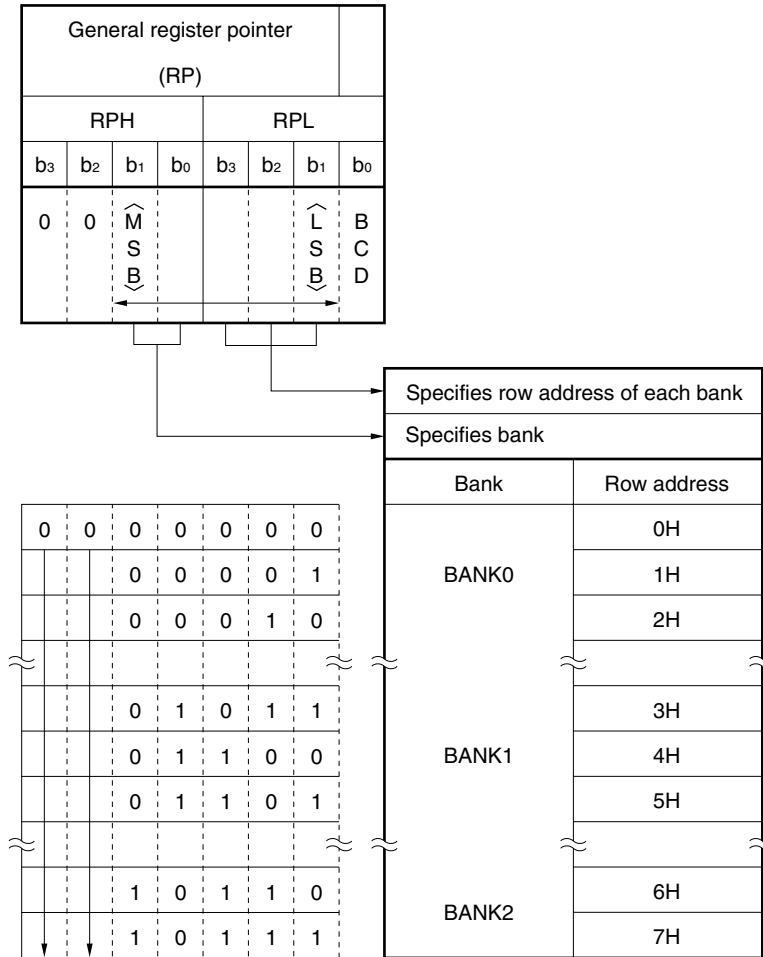 General register pointer
(RP)
RPH RPL
b3 b2 b1 b0 b3 b2 b1 b0
0 0 〈MSB〉 〈LSB〉 BCD
Specifies row address of each bank
Specifies bank
Bank Row address
0 0 0 0 0 0 0 0H
0 0 0 0 1 BANK0 1H
0 0 0 1 0 2H
0 1 0 1 1 3H
0 1 1 0 0 BANK1 4H
0 1 1 0 1 5H
1 0 1 1 0 6H
BANK2
1 0 1 1 1 7H